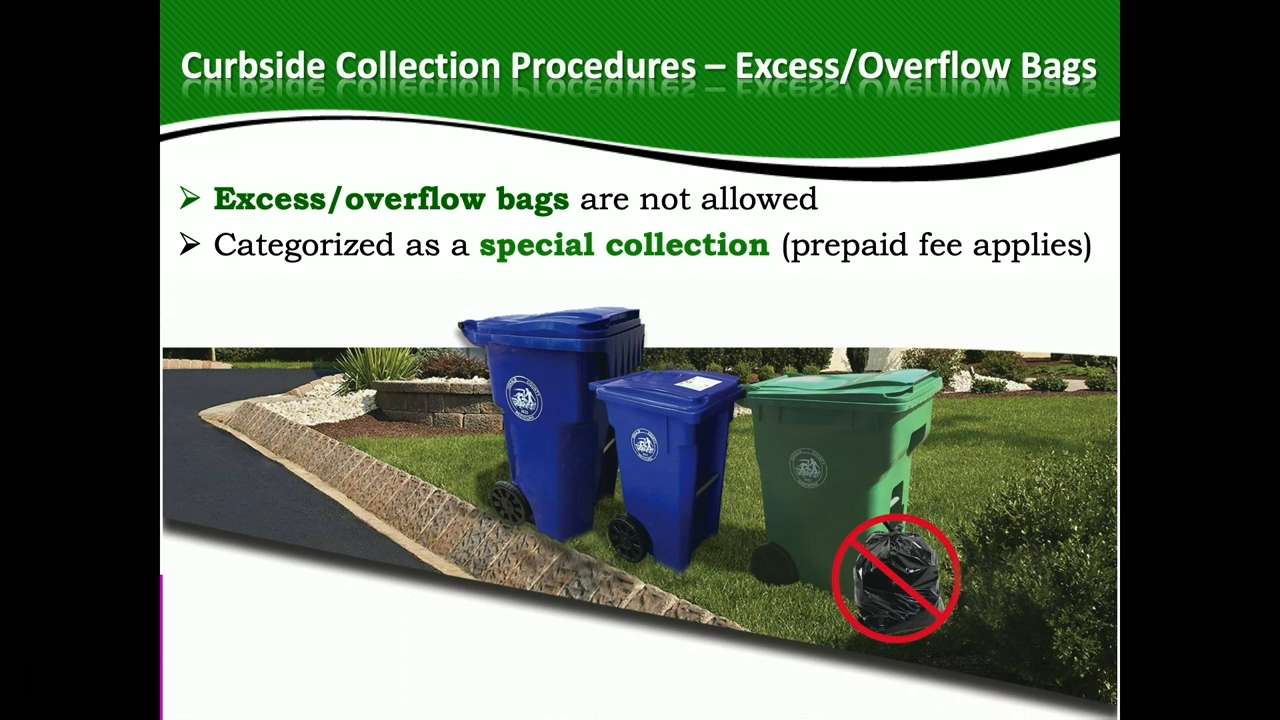 Curbside Collection Procedures – Excess/Overflow Bags
➢ Excess/overflow bags are not allowed
➢ Categorized as a special collection (prepaid fee applies)